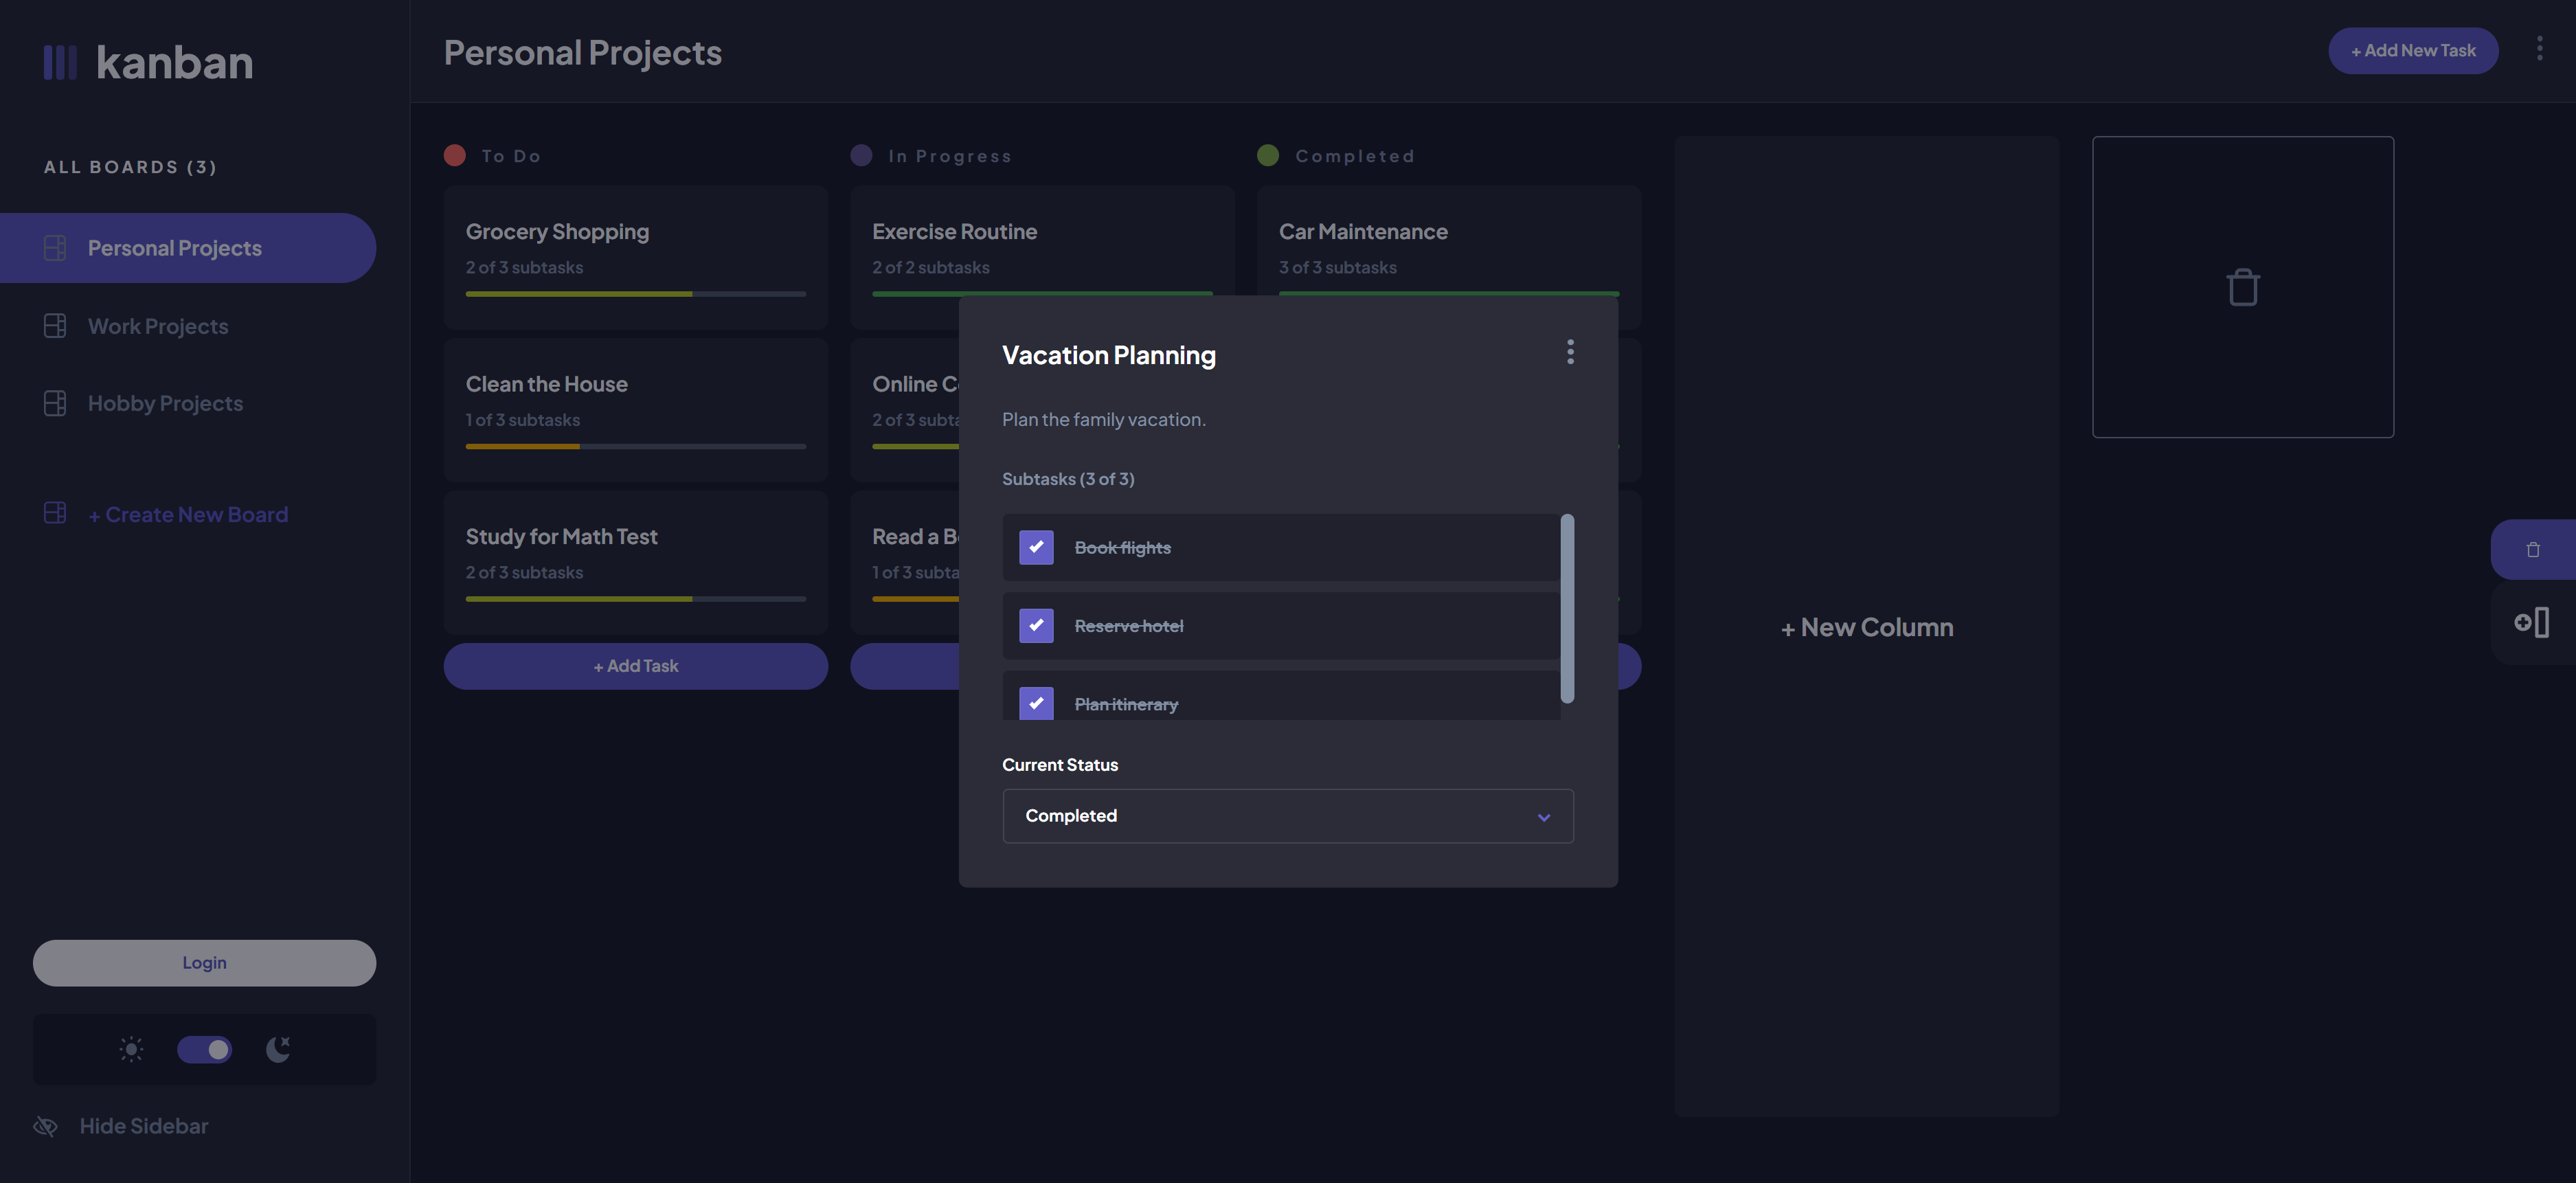 kanban
ALL BOARDS (3)
Personal Projects
Work Projects
Hobby Projects
+ Create New Board
Login
Hide Sidebar
Personal Projects
+ Add New Task
To Do
Grocery Shopping
2 of 3 subtasks
Clean the House
1 of 3 subtasks
Study for Math Test
2 of 3 subtasks
+ Add Task
In Progress
Exercise Routine
2 of 2 subtasks
Online
2 of 3
Read a
1 of 3
Completed
Car Maintenance
3 of 3 subtasks
+ New Column
Vacation Planning
Plan the family vacation.
Subtasks (3 of 3)
Book flights
Reserve hotel
Plan itinerary
Current Status
Completed